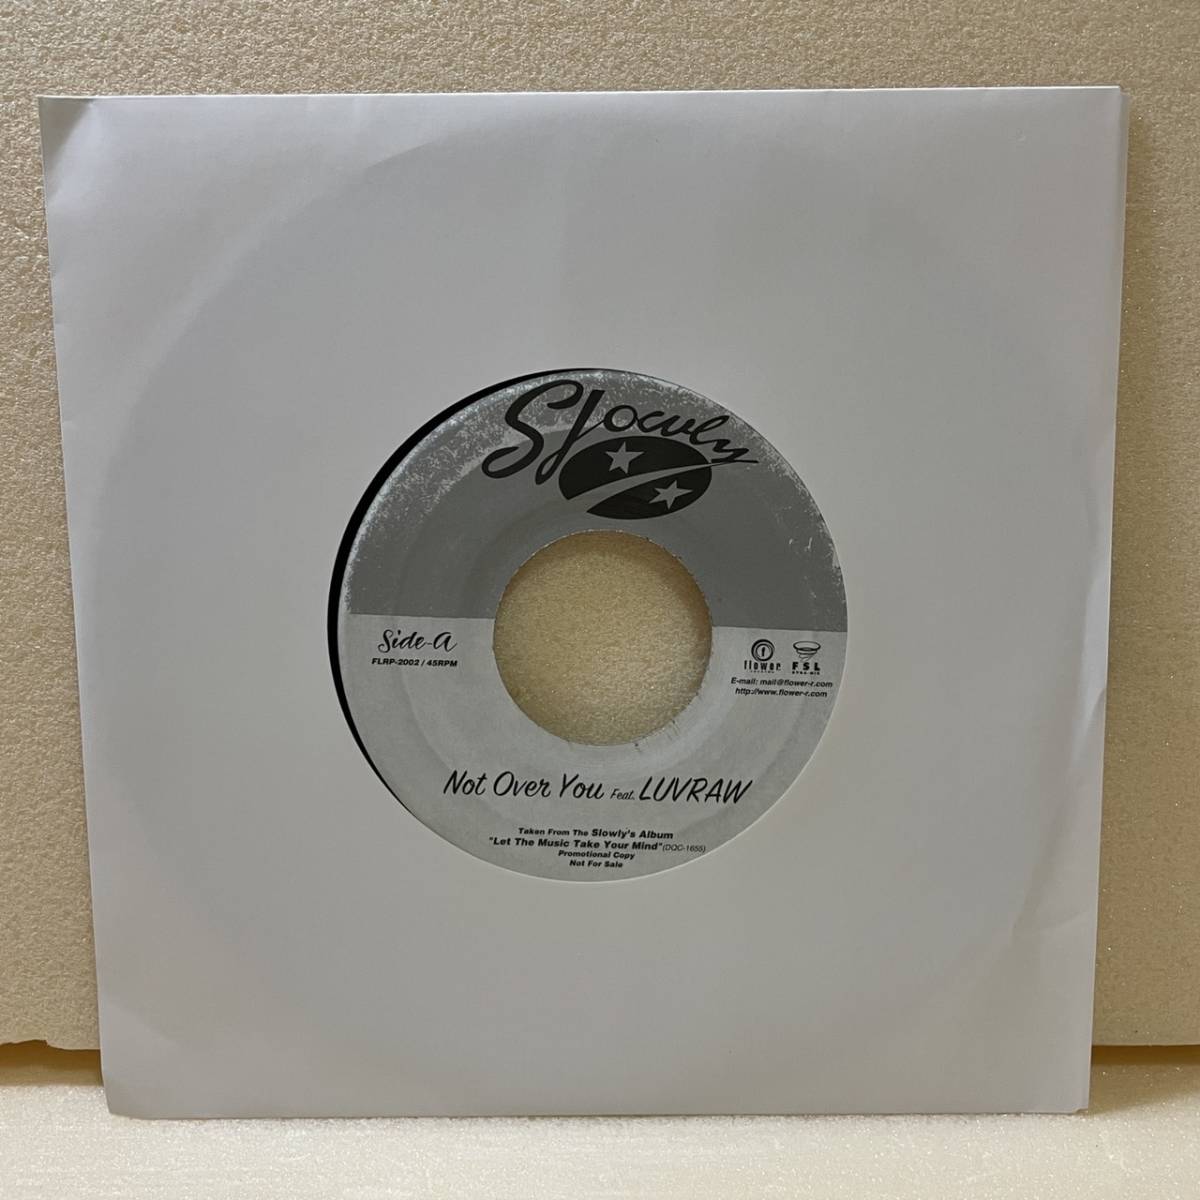 Slowly
Side-A
FLRP-2002 / 45RPM
flower
records
FSL
E-mail: mail@flower-r.com
http://www.flower-r.com
Not Over You Feat. LUVRAW
Taken From The Slowly's Album
"Let The Music Take Your Mind" (DQC-1655)
Promotional Copy
Not For Sale